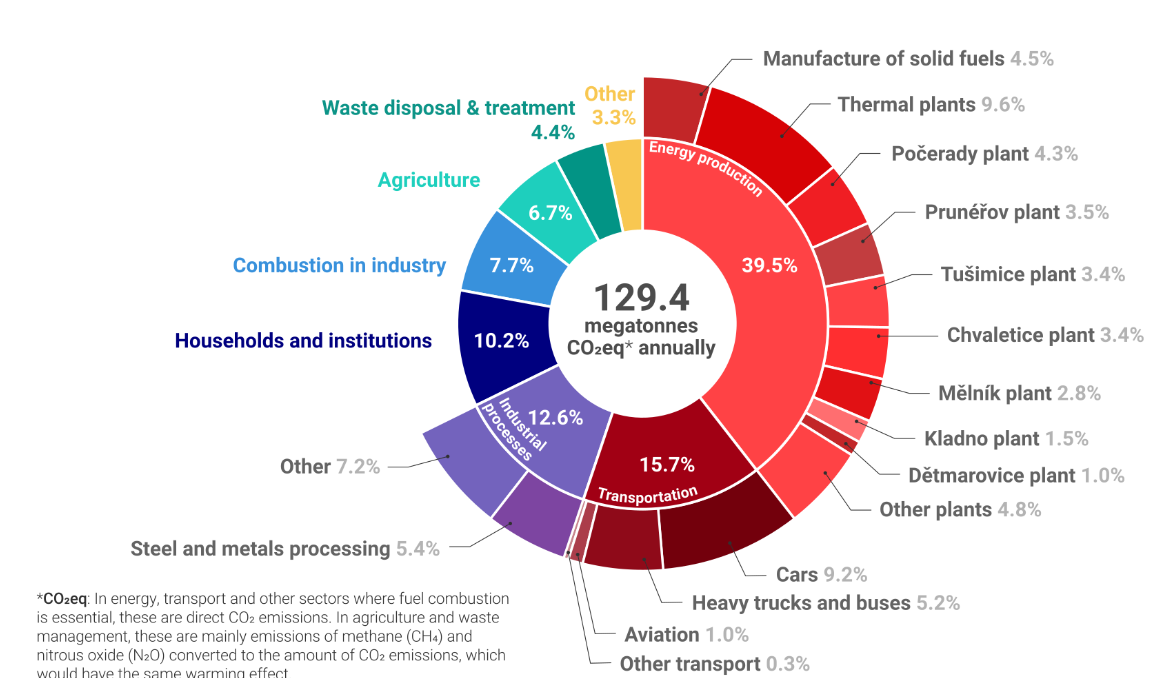 Manufacture of solid fuels 4.5%
Thermal plants 9.6%
Počerady plant 4.3%
Prunéřov plant 3.5%
Tušimice plant 3.4%
Chvaletice plant 3.4%
Mělník plant 2.8%
Kladno plant 1.5%
Dětmarovice plant 1.0%
Other plants 4.8%
Cars 9.2%
Heavy trucks and buses 5.2%
Aviation 1.0%
Other transport 0.3%
Energy production
39.5%
Transportation
15.7%
Industrial
processes
12.6%
Other 7.2%
Steel and metals processing 5.4%
Households and institutions
10.2%
Combustion in industry
7.7%
Agriculture
6.7%
Waste disposal & treatment
4.4%
Other
3.3%
129.4
megatonnes
CO₂eq* annually
*CO₂eq: In energy, transport and other sectors where fuel combustion
is essential, these are direct CO₂ emissions. In agriculture and waste
management, these are mainly emissions of methane (CH₄) and
nitrous oxide (N₂O) converted to the amount of CO₂ emissions, which
would have the same warming effect